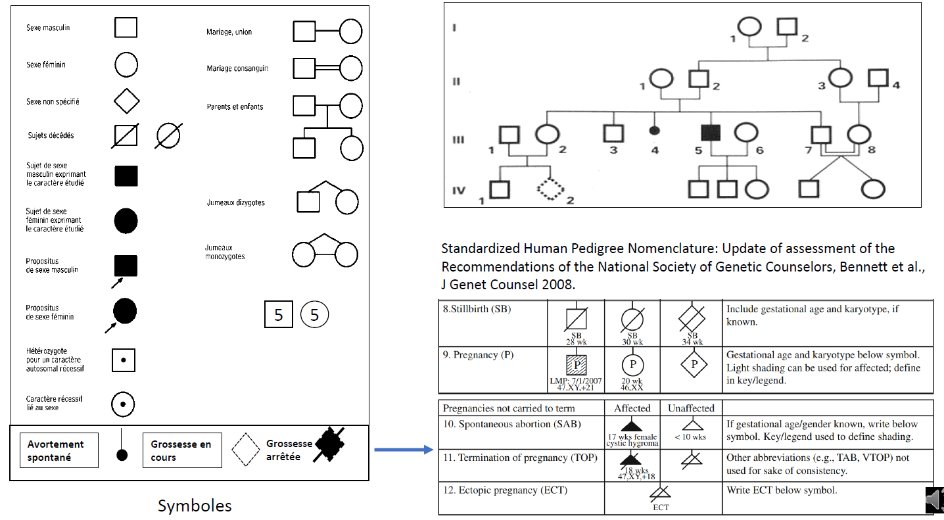 Sexe masculin
Sexe féminin
Sexe non spécifié
Sujets décédés
Sujet de sexe
masculin exprimant
le caractère étudié
Sujet de sexe
féminin exprimant
le caractère étudié
Propositus
de sexe masculin
Propositus
de sexe féminin
Hétérozygote
pour un caractère
autosomal récessif
Caractère récessif
lié au sexe
Mariage, union
Mariage consanguin
Parents et enfants
Jumeaux dizygotes
Jumeaux
monozygotes
5 5
Avortement
spontané
Grossesse en
cours
Grossesse
arrêtée
Symboles
I
1 2
II
1 2 3 4
III
1 2 3 4 5 6 7 8
IV
1 2
Standardized Human Pedigree Nomenclature: Update of assessment of the
Recommendations of the National Society of Genetic Counselors, Bennett et al.,
J Genet Counsel 2008.
8.Stillbirth (SB)
SB
28 wk
SB
30 wk
SB
34 wk
Include gestational age and karyotype, if
known.
9. Pregnancy (P)
P
LMP: 7/1/2007
47,XY,+21
P
20 wk
46,XX
P
Gestational age and karyotype below symbol.
Light shading can be used for affected; define
in key/legend.
Pregnancies not carried to term
Affected
Unaffected
10. Spontaneous abortion (SAB)
17 wks female
cystic hygroma
< 10 wks
If gestational age/gender known, write below
symbol. Key/legend used to define shading.
11. Termination of pregnancy (TOP)
18 wks
47,XY,+18
Other abbreviations (e.g., TAB, VTOP) not
used for sake of consistency.
12. Ectopic pregnancy (ECT)
ECT
Write ECT below symbol.